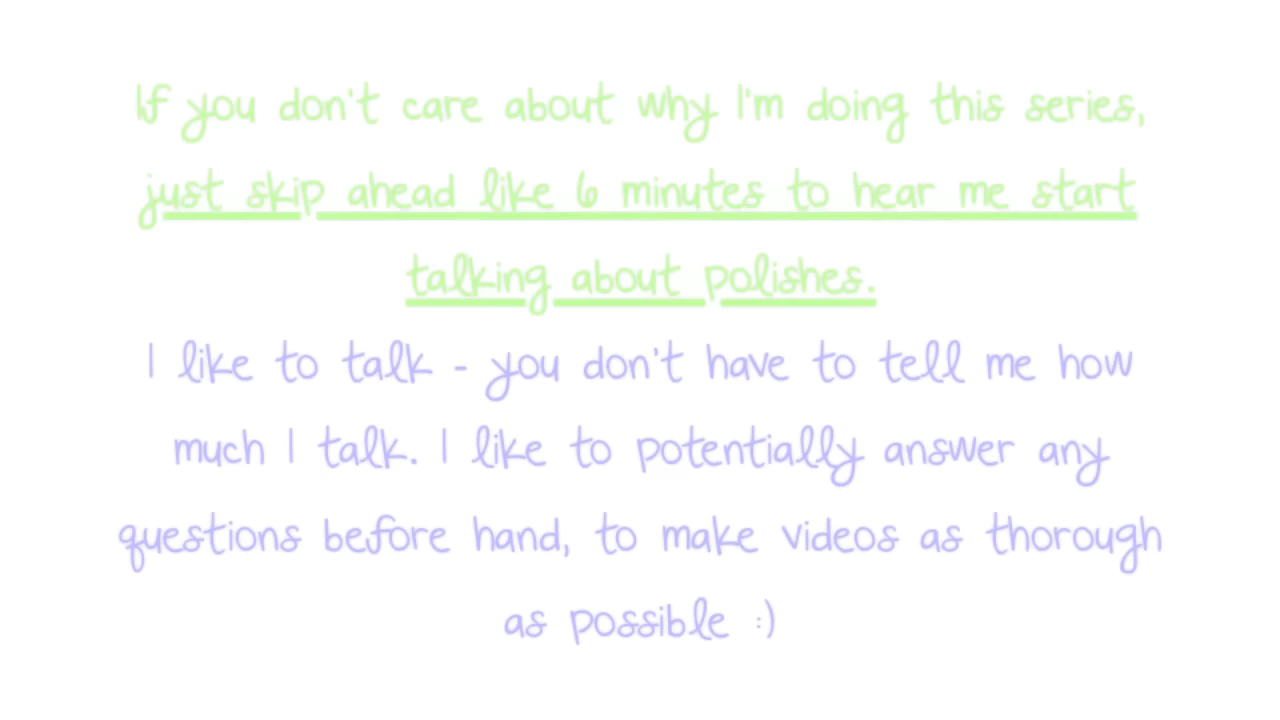 If you don't care about why I'm doing this series,
just skip ahead like 6 minutes to hear me start
talking about polishes.
I like to talk - you don't have to tell me how
much I talk. I like to potentially answer any
questions before hand, to make videos as thorough
as possible :)